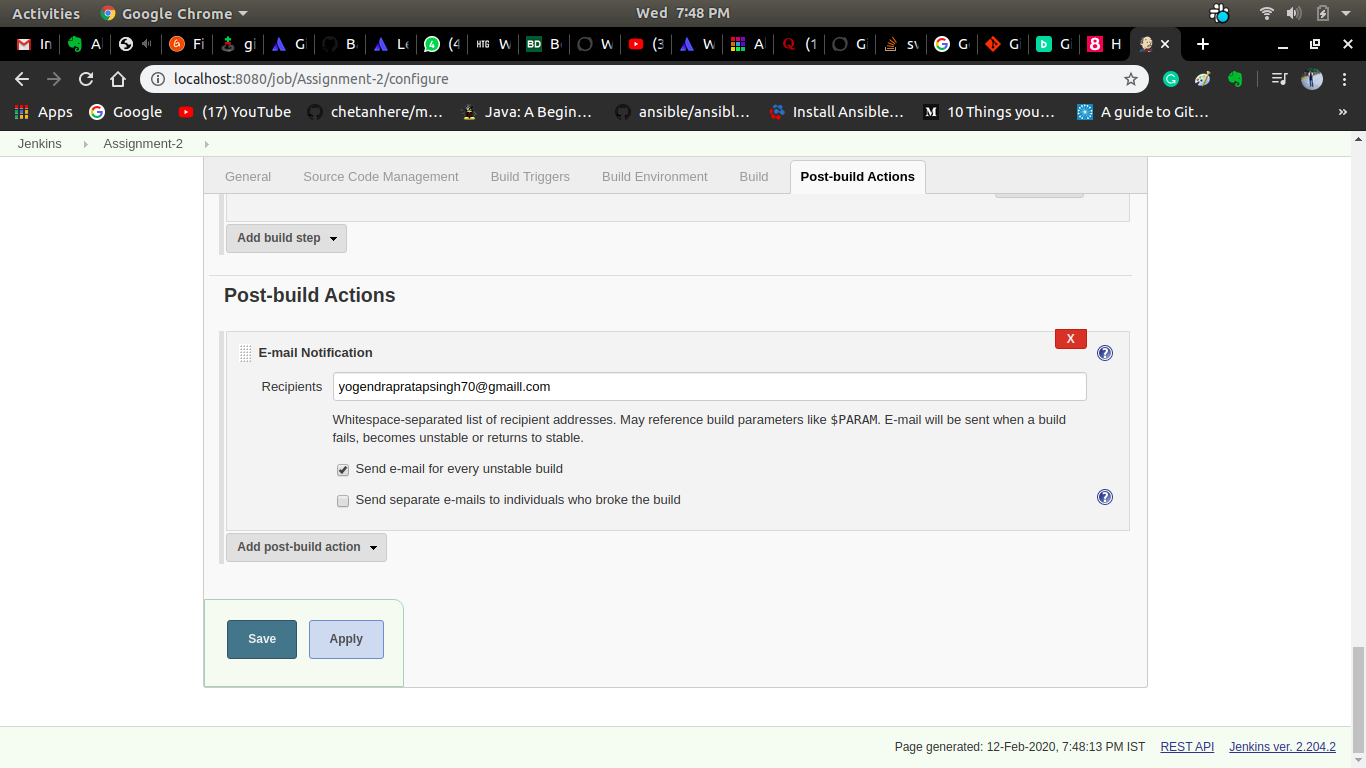 Activities Google Chrome Wed 7:48 PM
In A Fi gi G B Le (4 W B W (3 W A (1 G sv G G G H
localhost:8080/job/Assignment-2/configure
Apps Google (17) YouTube chetanhere/m... Java: A Begin... ansible/ansibl... Install Ansible... 10 Things you... A guide to Git... »
Jenkins Assignment-2
General Source Code Management Build Triggers Build Environment Build Post-build Actions
Add build step
Post-build Actions
X
E-mail Notification
Recipients yogendrapratapsingh70@gmaill.com
Whitespace-separated list of recipient addresses. May reference build parameters like $PARAM. E-mail will be sent when a build
fails, becomes unstable or returns to stable.
Send e-mail for every unstable build
Send separate e-mails to individuals who broke the build
Add post-build action
Save Apply
Page generated: 12-Feb-2020, 7:48:13 PM IST REST API Jenkins ver. 2.204.2